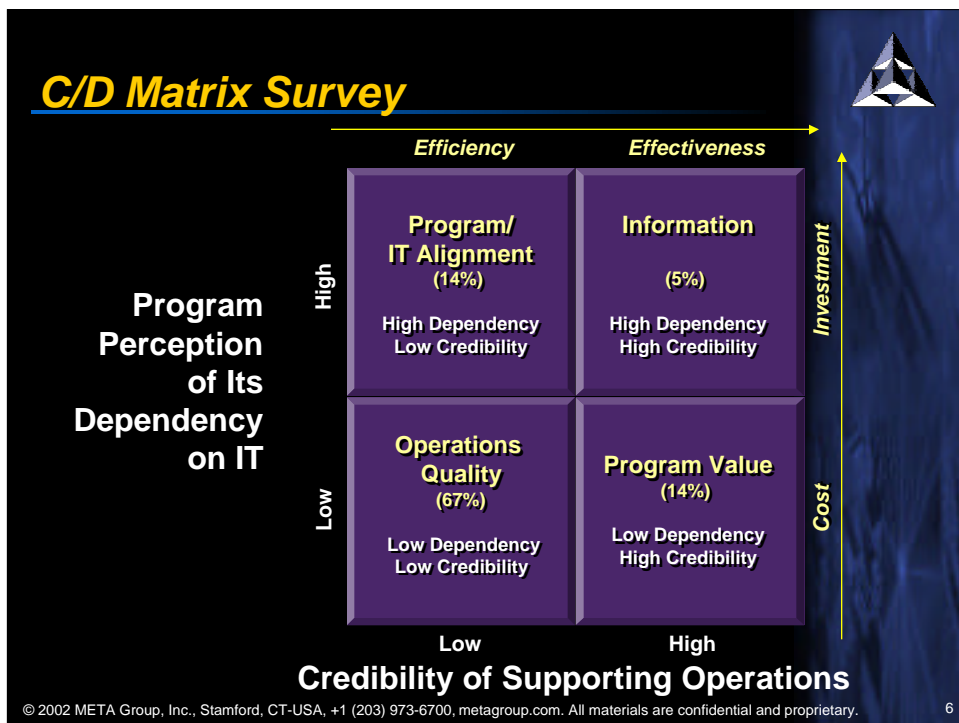 C/D Matrix Survey
Efficiency
Effectiveness
Program/
IT Alignment
(14%)
High Dependency
Low Credibility
Information
(5%)
High Dependency
High Credibility
High
Investment
Program
Perception
of Its
Dependency
on IT
Operations
Quality
(67%)
Low Dependency
Low Credibility
Program Value
(14%)
Low Dependency
High Credibility
Low
Cost
Low
High
Credibility of Supporting Operations
© 2002 META Group, Inc., Stamford, CT-USA, +1 (203) 973-6700, metagroup.com. All materials are confidential and proprietary.
6